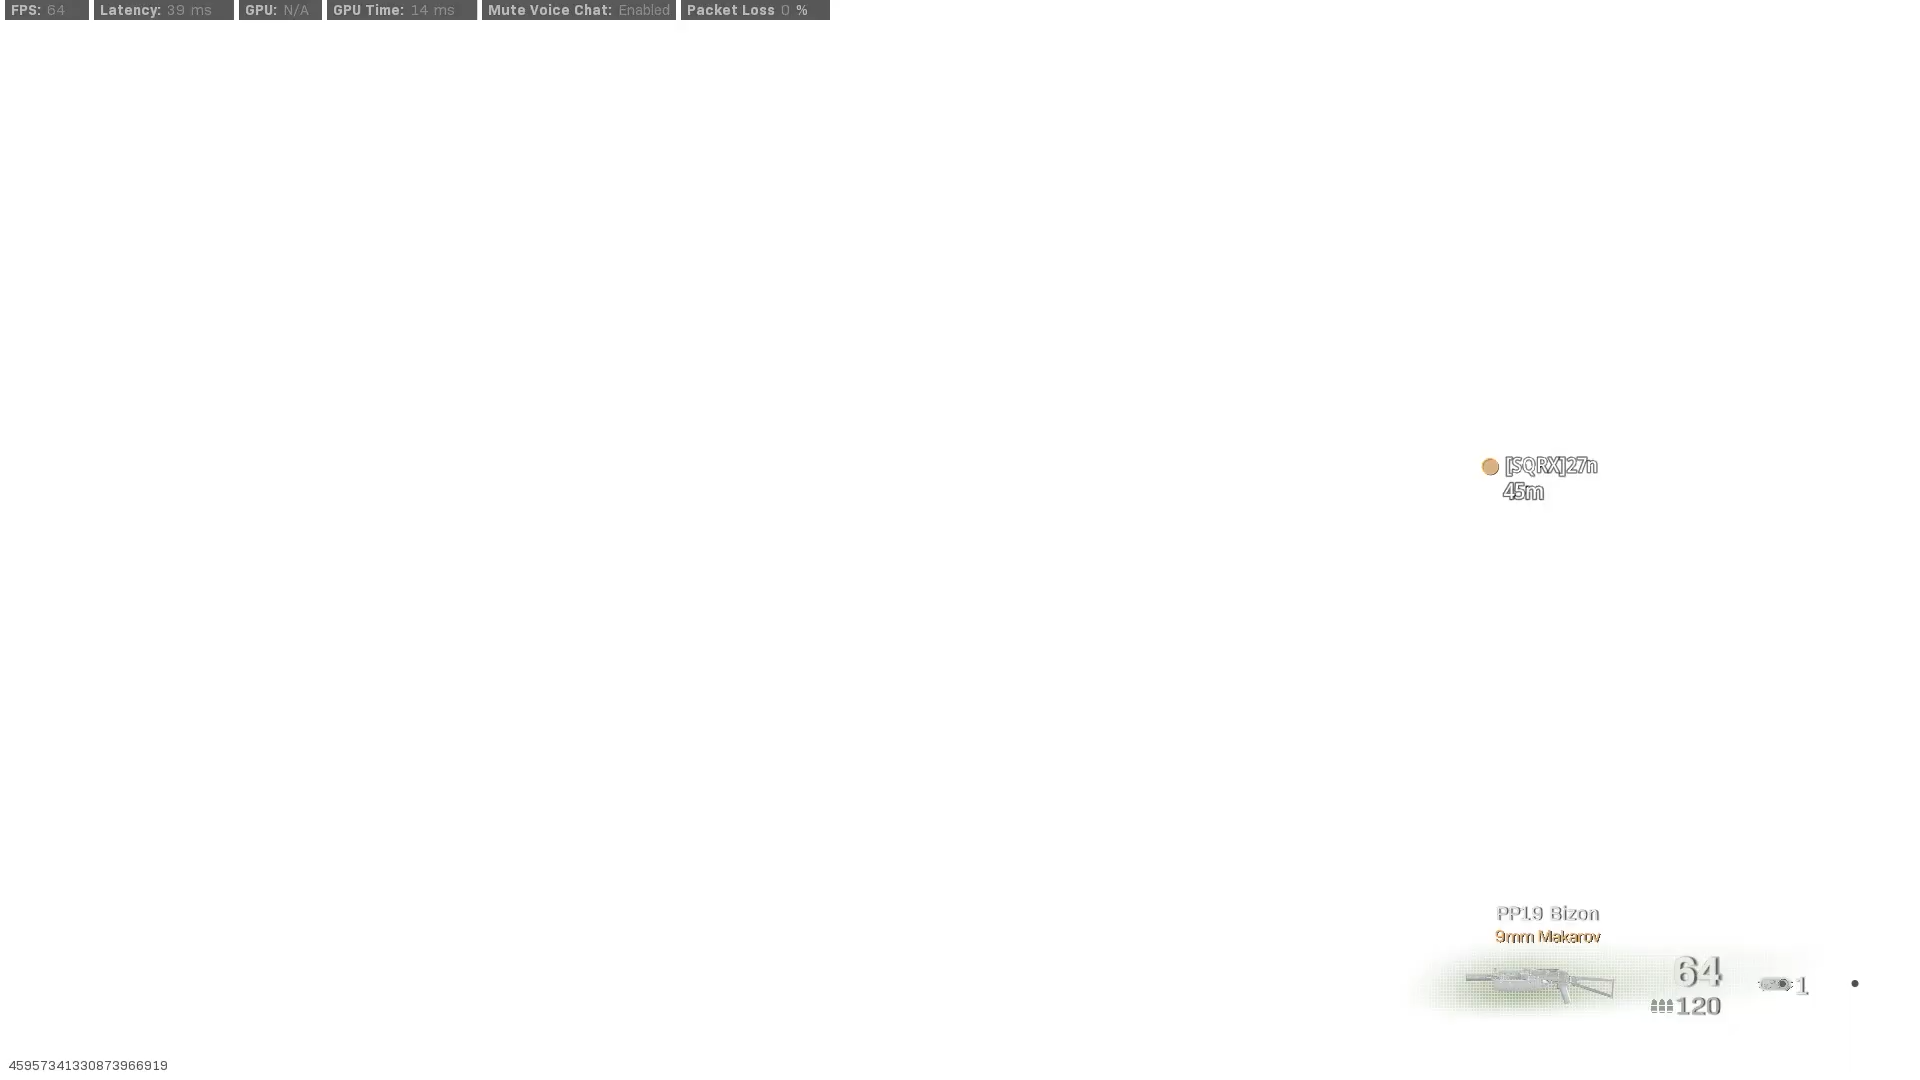 FPS: 64 Latency: 39 ms GPU: N/A GPU Time: 14 ms Mute Voice Chat: Enabled Packet Loss 0 %
[SQRX]27n
45m
PP19 Bizon
9mm Makarov
64
120
1
45957341330873966919